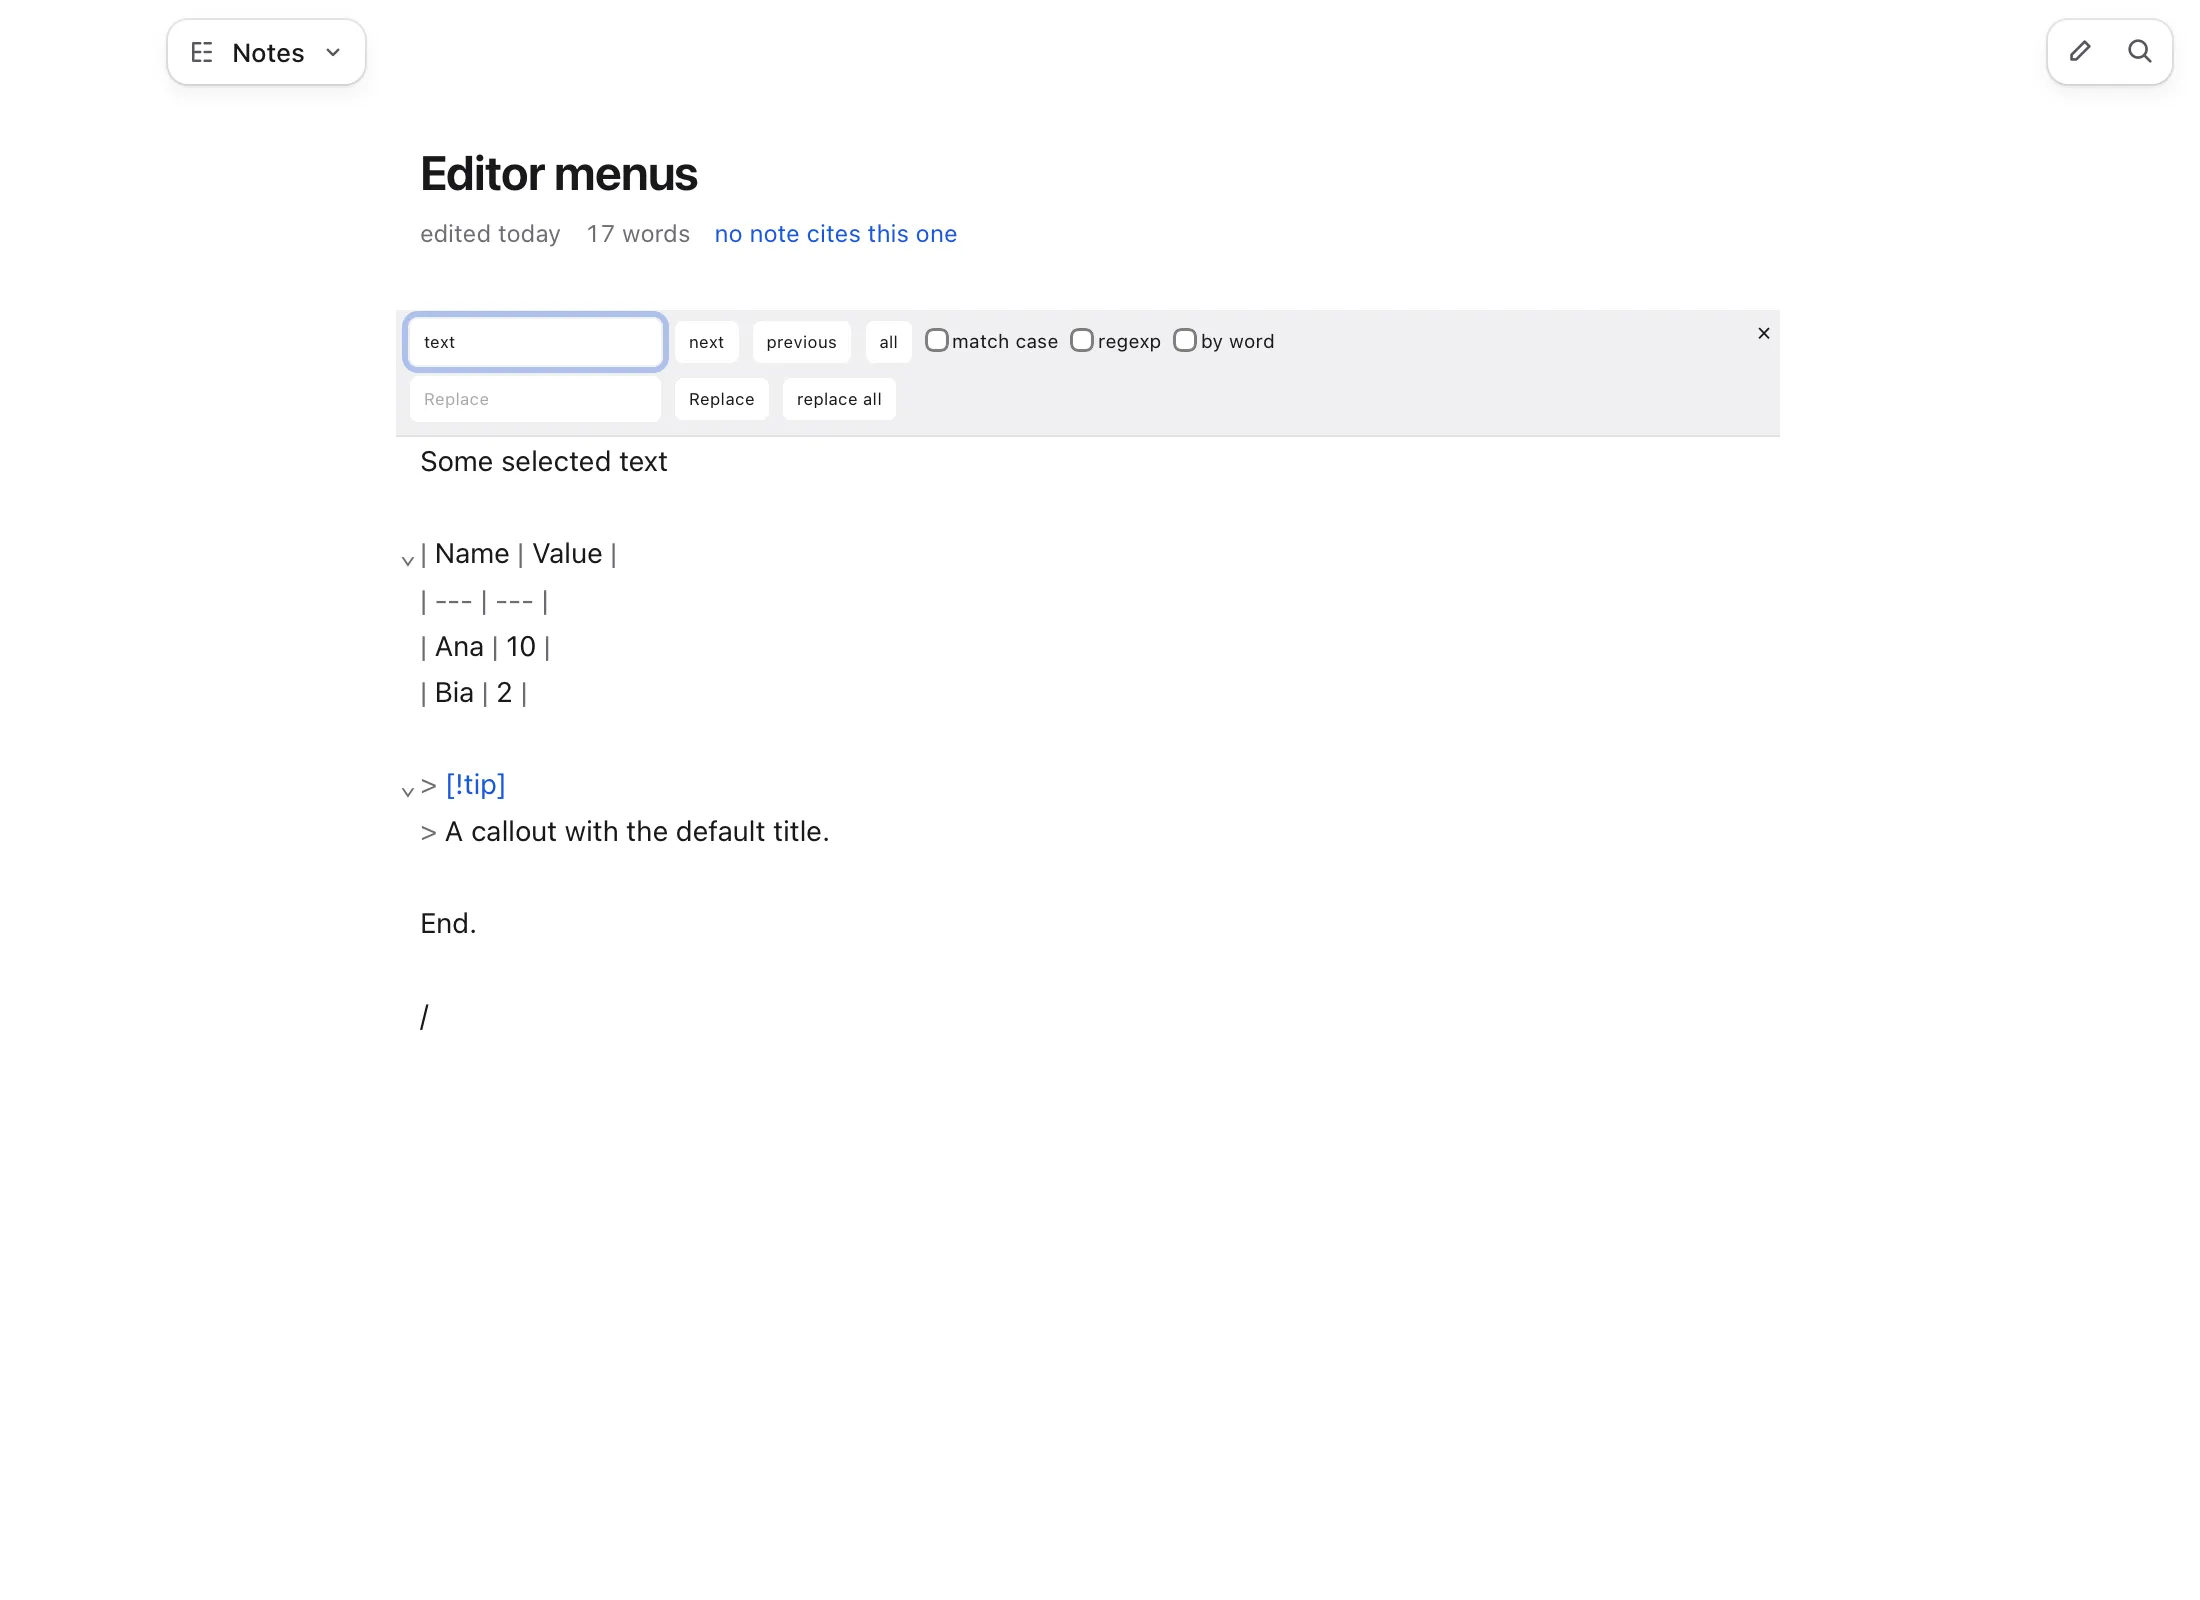 Notes
Editor menus
edited today 17 words no note cites this one
text next previous all match case regexp by word ×
Replace Replace replace all
Some selected text
| Name | Value |
| --- | --- |
| Ana | 10 |
| Bia | 2 |
> [!tip]
> A callout with the default title.
End.
/